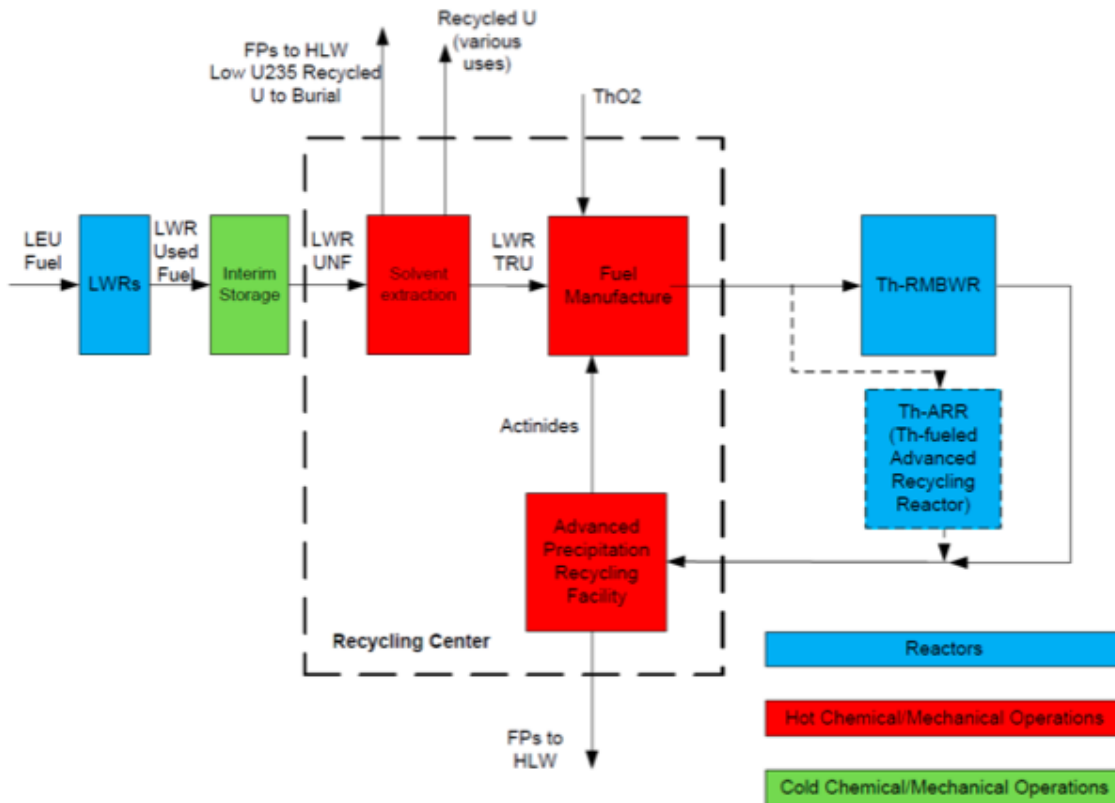 FPs to HLW
Low U235 Recycled
U to Burial
Recycled U
(various
uses)
ThO2
LEU
Fuel
LWRs
LWR
Used
Fuel
Interim
Storage
LWR
UNF
Solvent
extraction
LWR
TRU
Fuel
Manufacture
Th-RMBWR
Th-ARR
(Th-fueled
Advanced
Recycling
Reactor)
Actinides
Advanced
Precipitation
Recycling
Facility
Recycling Center
FPs to
HLW
Reactors
Hot Chemical/Mechanical Operations
Cold Chemical/Mechanical Operations